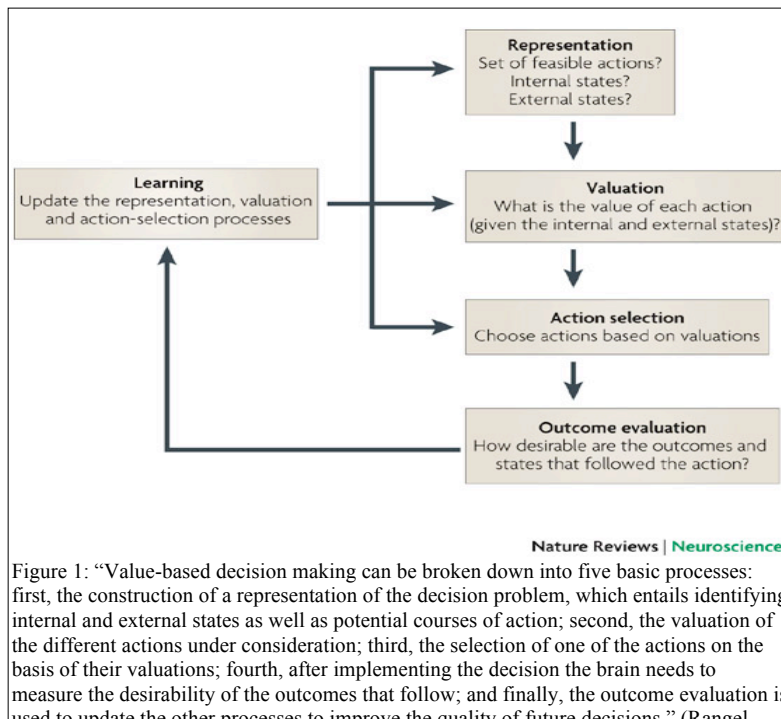 Representation
Set of feasible actions?
Internal states?
External states?
Learning
Update the representation, valuation
and action-selection processes
Valuation
What is the value of each action
(given the internal and external states)?
Action selection
Choose actions based on valuations
Outcome evaluation
How desirable are the outcomes and
states that followed the action?
Nature Reviews | Neuroscience
Figure 1: “Value-based decision making can be broken down into five basic processes:
first, the construction of a representation of the decision problem, which entails identifying
internal and external states as well as potential courses of action; second, the valuation of
the different actions under consideration; third, the selection of one of the actions on the
basis of their valuations; fourth, after implementing the decision the brain needs to
measure the desirability of the outcomes that follow; and finally, the outcome evaluation is
used to update the other processes to improve the quality of future decisions.” (Rangel